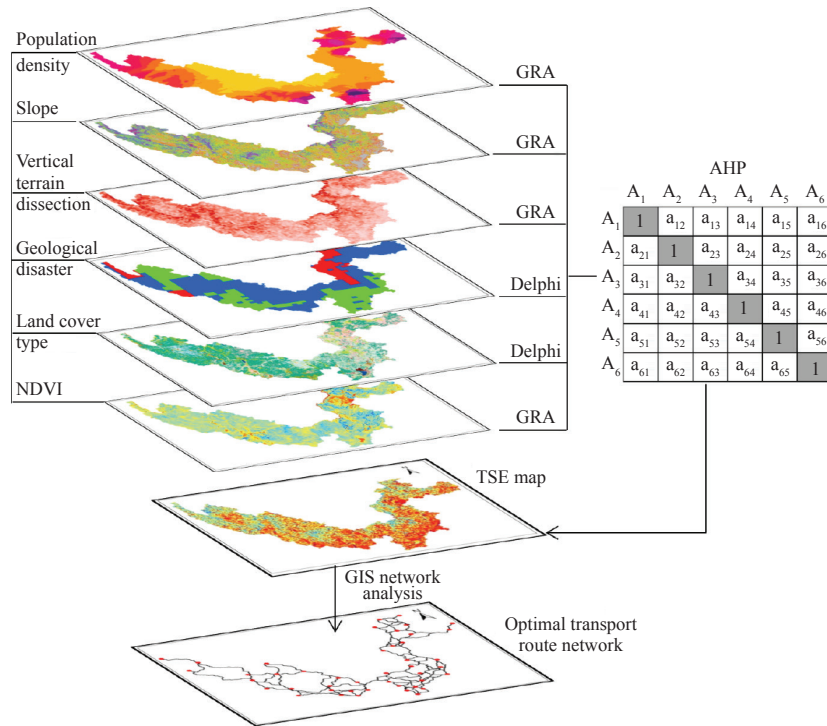 Population
density
Slope
Vertical
terrain
dissection
Geological
disaster
Land cover
type
NDVI
GRA
GRA
GRA
Delphi
Delphi
GRA
AHP
A1 A2 A3 A4 A5 A6
A1 1 a12 a13 a14 a15 a16
A2 a21 1 a23 a24 a25 a26
A3 a31 a32 1 a34 a35 a36
A4 a41 a42 a43 1 a45 a46
A5 a51 a52 a53 a54 1 a56
A6 a61 a62 a63 a64 a65 1
TSE map
GIS network
analysis
Optimal transport
route network